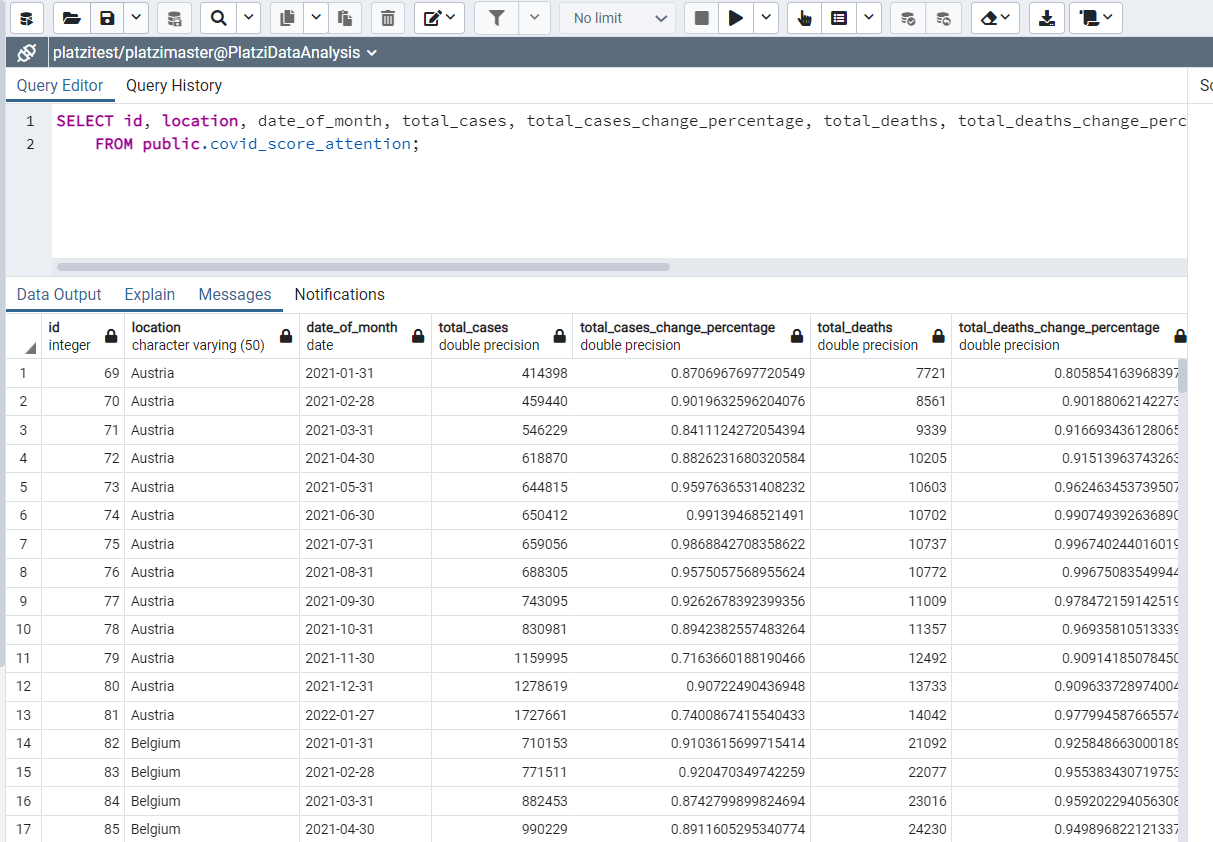 No limit
platzitest/platzimaster@PlatziDataAnalysis
Query Editor Query History
1 SELECT id, location, date_of_month, total_cases, total_cases_change_percentage, total_deaths, total_deaths_change_perc
2 FROM public.covid_score_attention;
Data Output Explain Messages Notifications
id location date_of_month total_cases total_cases_change_percentage total_deaths total_deaths_change_percentage
integer character varying (50) date double precision double precision double precision double precision
1 69 Austria 2021-01-31 414398 0.8706967697720549 7721 0.805854163968397
2 70 Austria 2021-02-28 459440 0.9019632596204076 8561 0.90188062142273
3 71 Austria 2021-03-31 546229 0.8411124272054394 9339 0.916693436128065
4 72 Austria 2021-04-30 618870 0.8826231680320584 10205 0.91513963743263
5 73 Austria 2021-05-31 644815 0.9597636531408232 10603 0.962463453739507
6 74 Austria 2021-06-30 650412 0.99139468521491 10702 0.990749392636890
7 75 Austria 2021-07-31 659056 0.9868842708358622 10737 0.996740244016019
8 76 Austria 2021-08-31 688305 0.9575057568955624 10772 0.99675083549944
9 77 Austria 2021-09-30 743095 0.9262678392399356 11009 0.978472159142519
10 78 Austria 2021-10-31 830981 0.8942382557483264 11357 0.96935810513339
11 79 Austria 2021-11-30 1159995 0.7163660188190466 12492 0.90914185078450
12 80 Austria 2021-12-31 1278619 0.90722490436948 13733 0.909633728974004
13 81 Austria 2022-01-27 1727661 0.7400867415540433 14042 0.977994587665574
14 82 Belgium 2021-01-31 710153 0.9103615699715414 21092 0.925848663000189
15 83 Belgium 2021-02-28 771511 0.920470349742259 22077 0.955383430719753
16 84 Belgium 2021-03-31 882453 0.8742799899824694 23016 0.959202294056308
17 85 Belgium 2021-04-30 990229 0.8911605295340774 24230 0.949896822121337